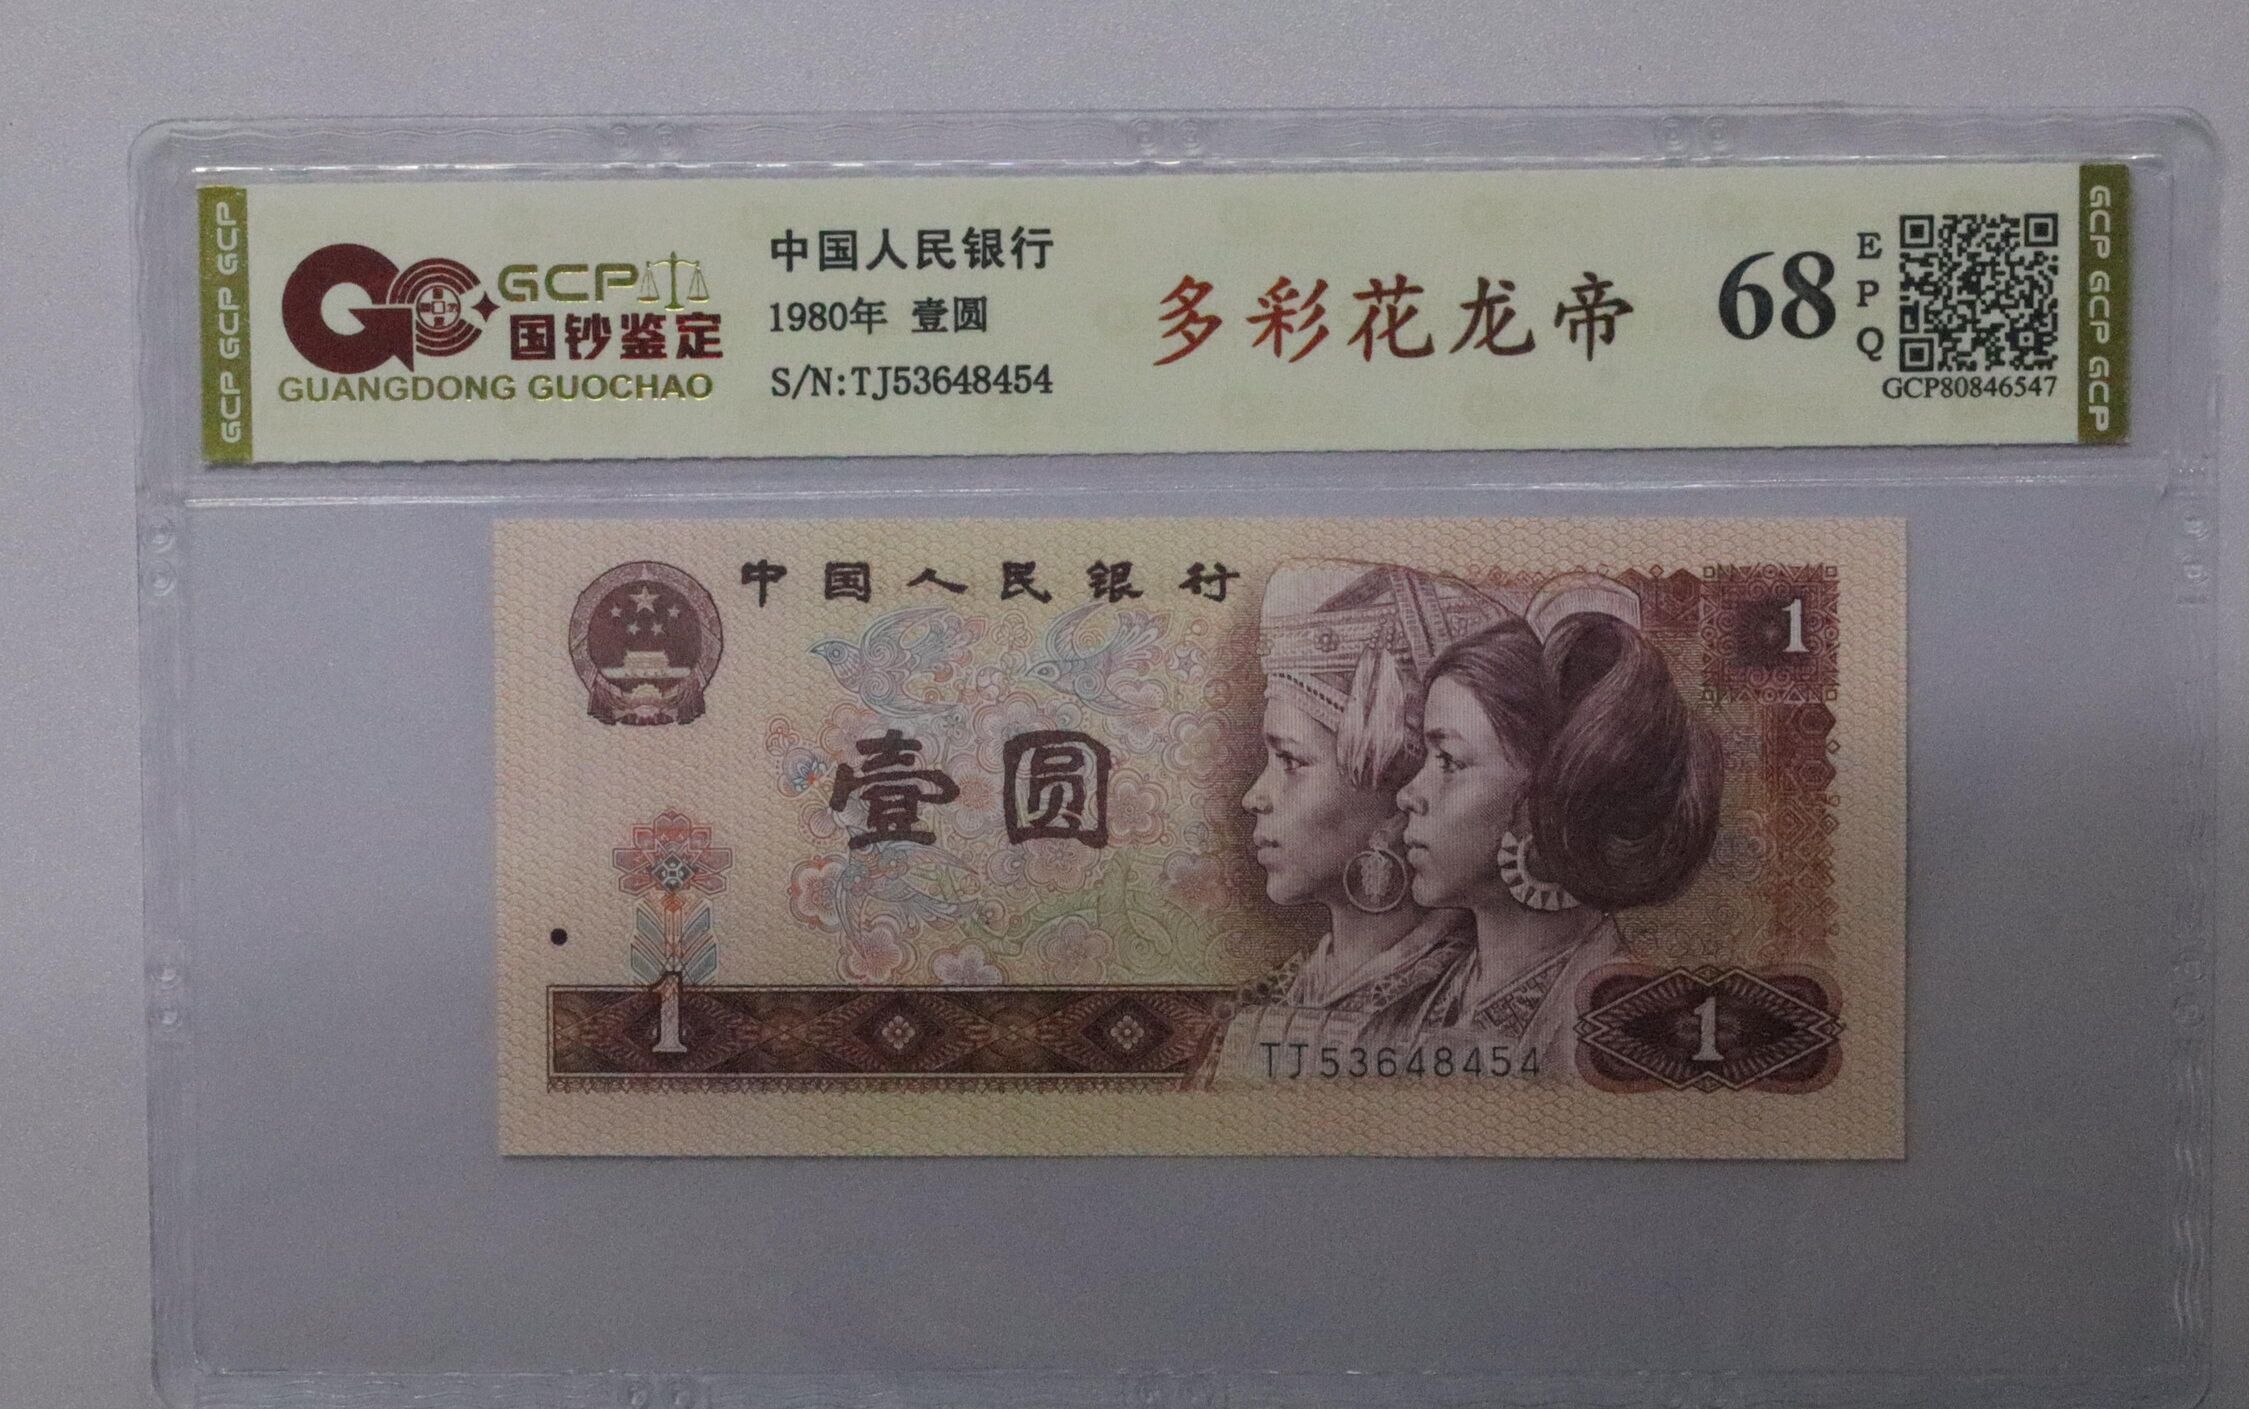 GCP GCP GCP
GCP
国钞鉴定
GUANGDONG GUOCHAO
中国人民银行
1980年 壹圆
S/N:TJ53648454
多彩花龙帝
68
EPQ
GCP80846547
GCP GCP GCP
中国人民银行
1
壹圆
1
TJ53648454
1